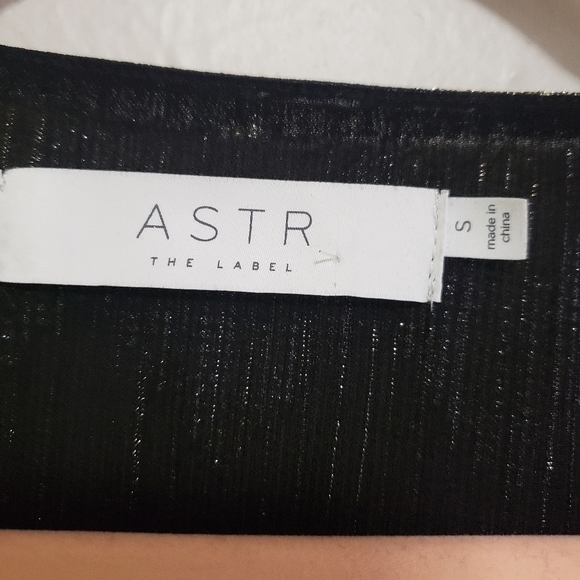 ASTR
THE LABEL
S
made in
china